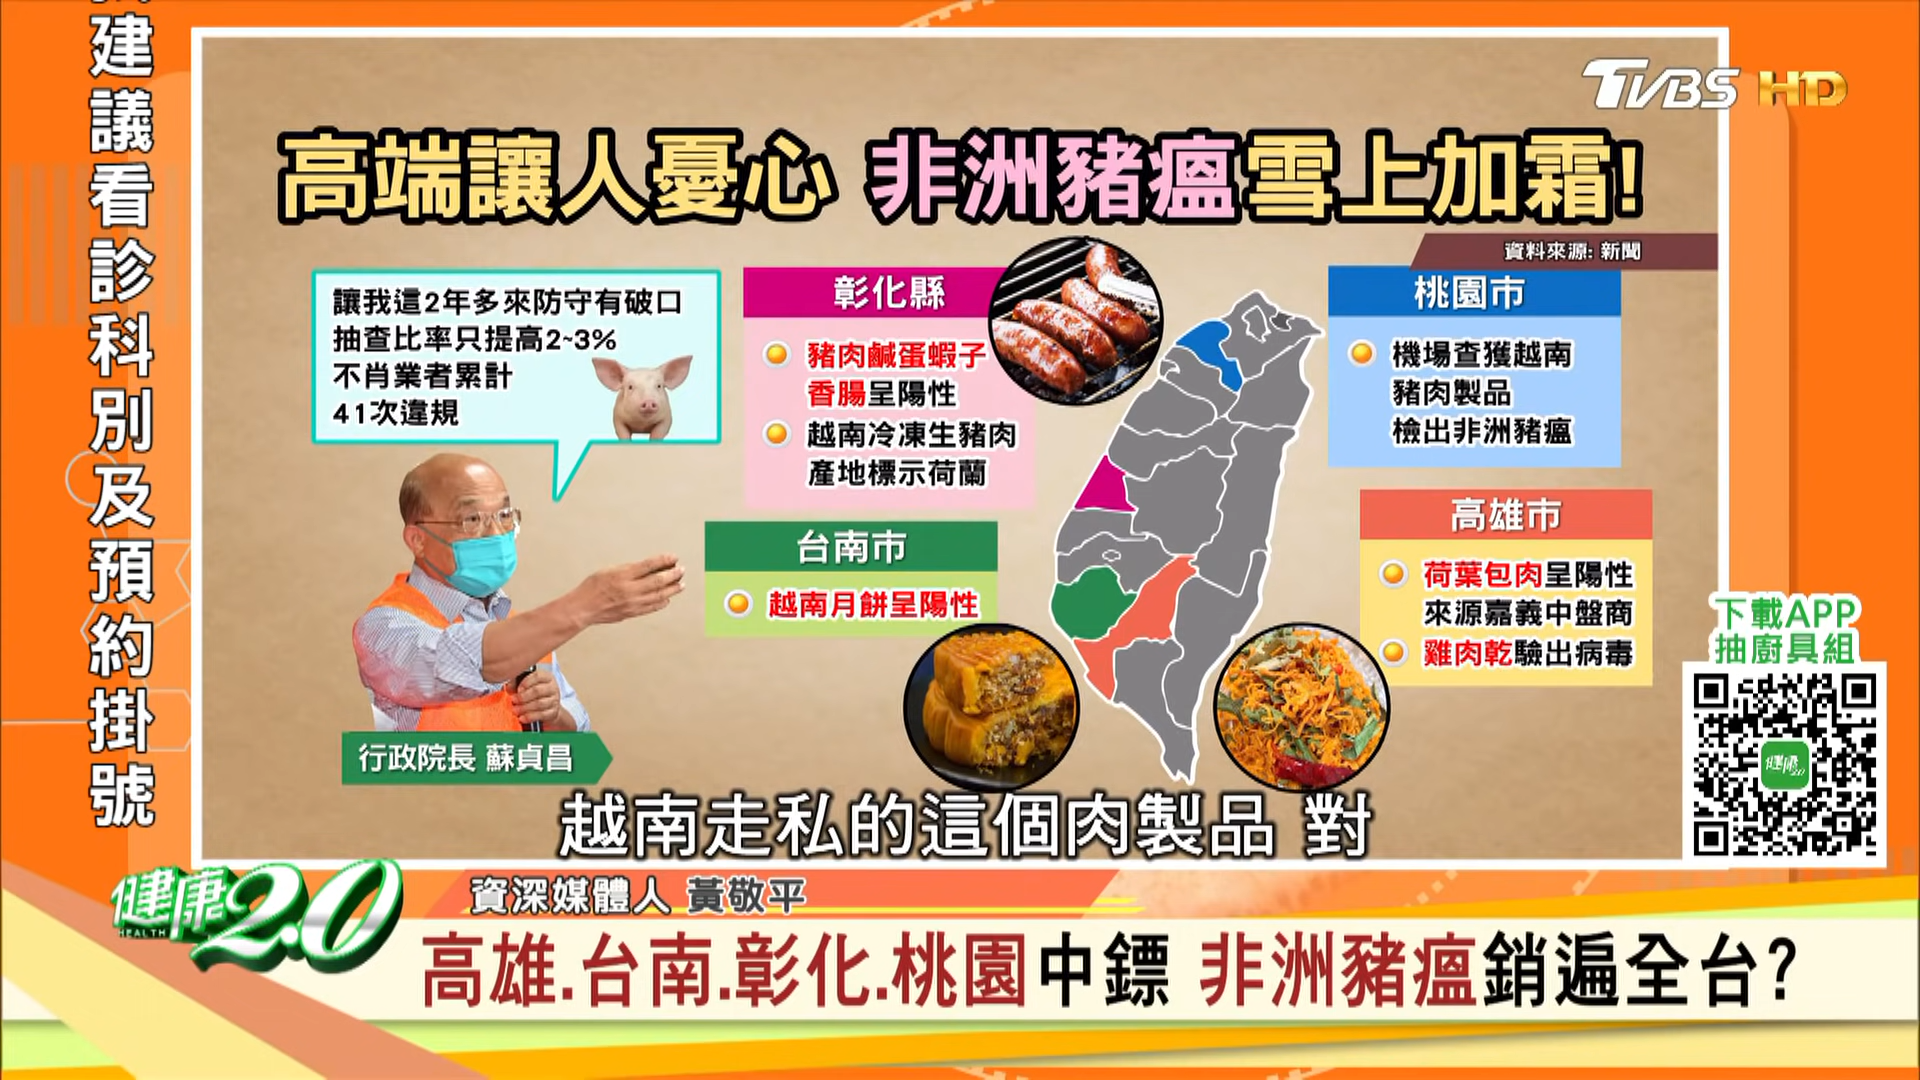 建議看診科別及預約掛號
TVBS HD
高端讓人憂心 非洲豬瘟雪上加霜!
資料來源: 新聞
讓我這2年多來防守有破口
抽查比率只提高2~3%
不肖業者累計
41次違規
行政院長 蘇貞昌
彰化縣
豬肉鹹蛋蝦子
香腸呈陽性
越南冷凍生豬肉
產地標示荷蘭
台南市
越南月餅呈陽性
桃園市
機場查獲越南
豬肉製品
檢出非洲豬瘟
高雄市
荷葉包肉呈陽性
來源嘉義中盤商
雞肉乾驗出病毒
下載APP
抽廚具組
健康2.0
越南走私的這個肉製品 對
健康2.0
HEALTH
資深媒體人 黃敬平
高雄.台南.彰化.桃園中鏢 非洲豬瘟銷遍全台?